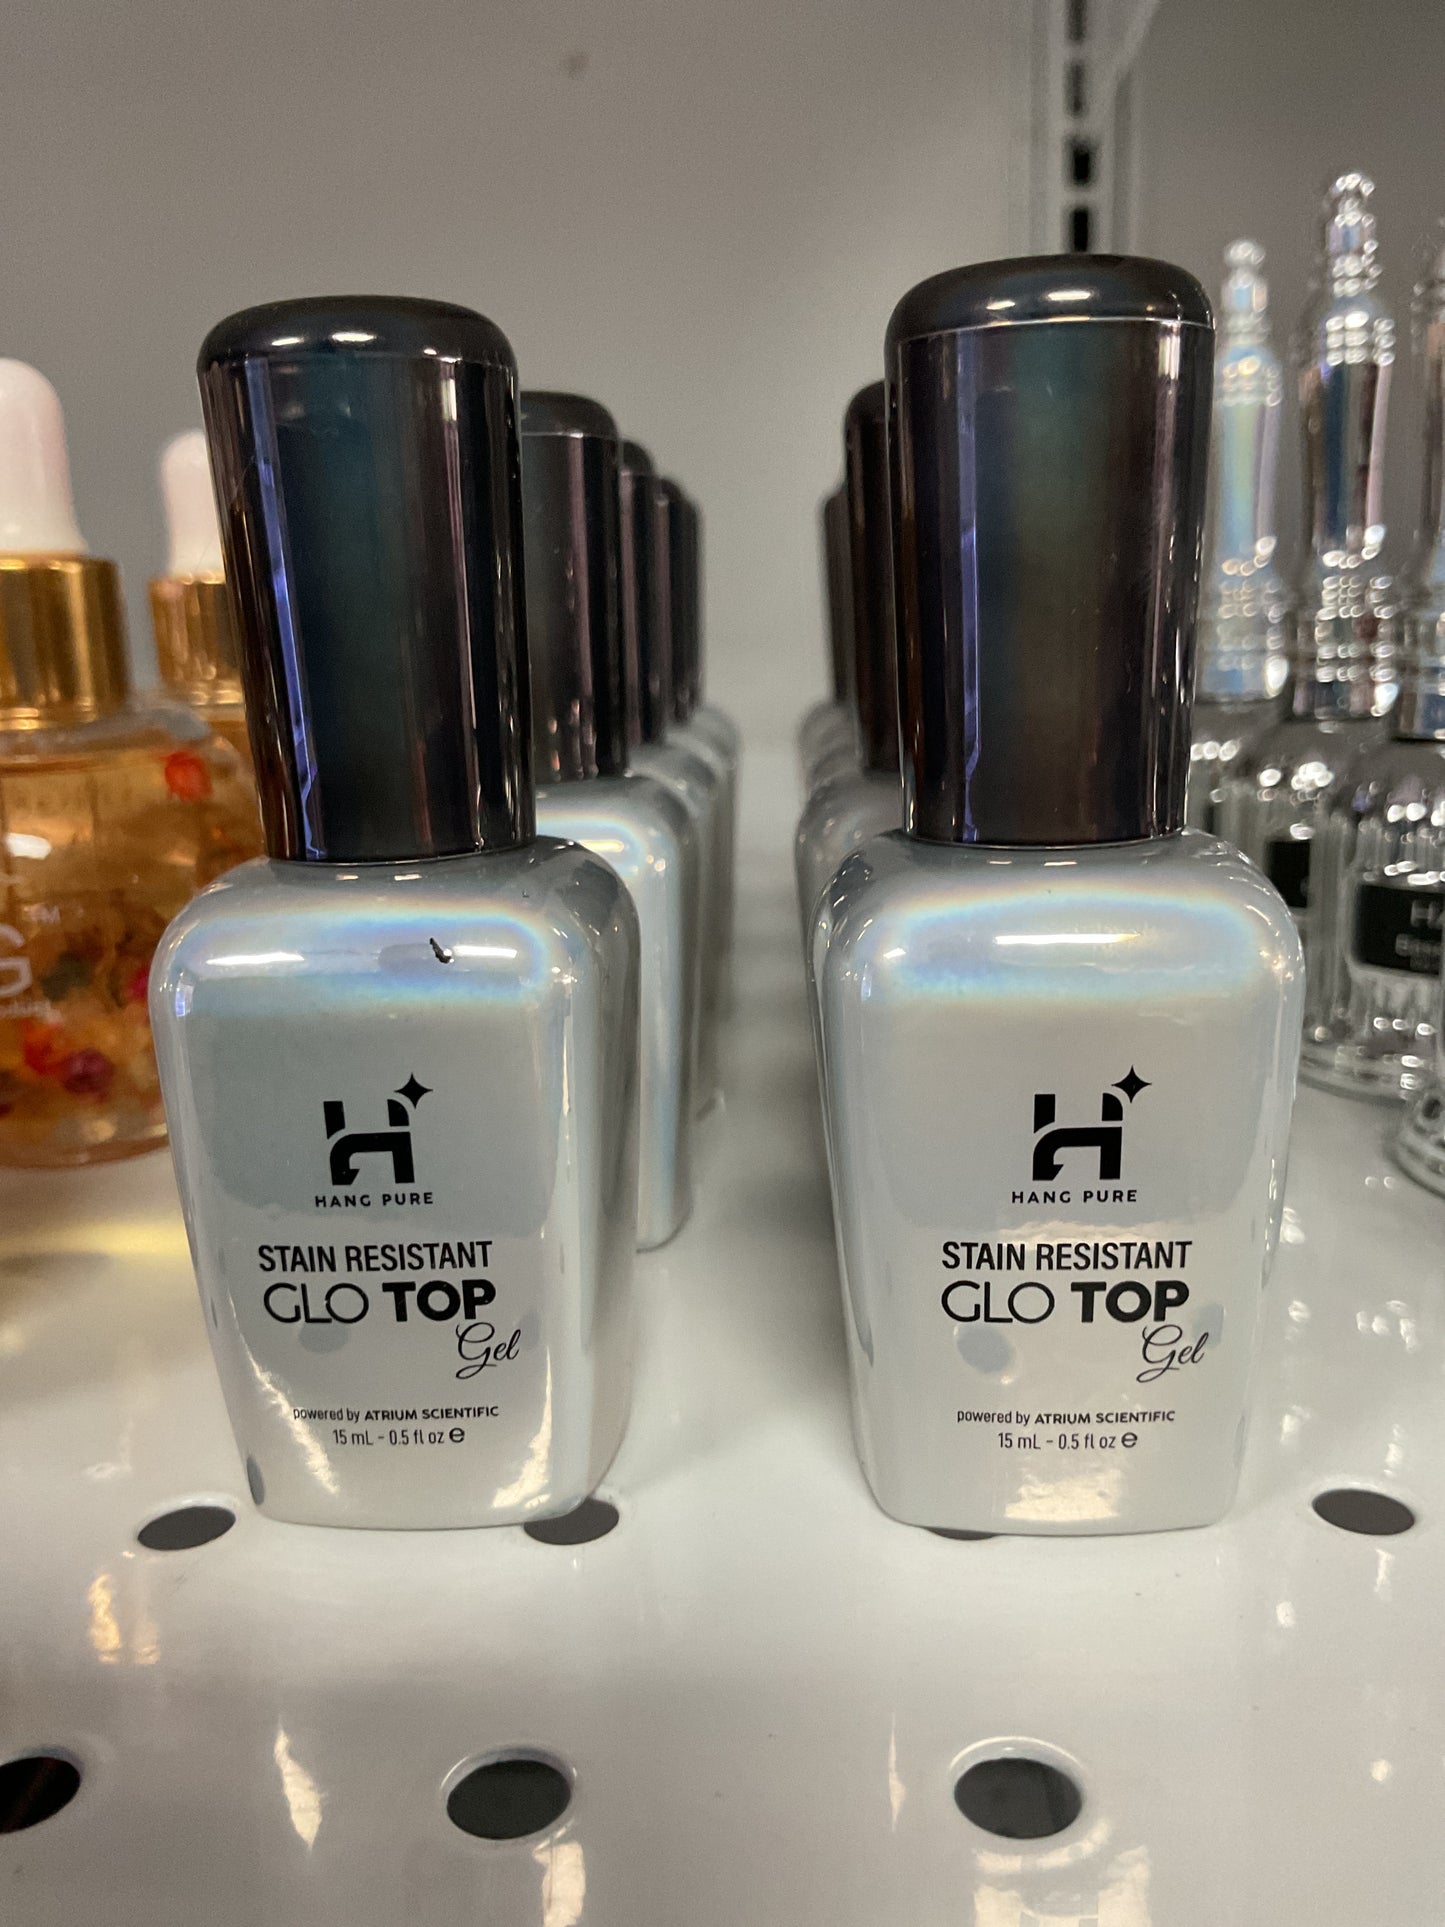 HANG PURE
STAIN RESISTANT
GLO TOP
Gel
powered by ATRIUM SCIENTIFIC
15 mL - 0.5 fl oz ℮
HANG PURE
STAIN RESISTANT
GLO TOP
Gel
powered by ATRIUM SCIENTIFIC
15 mL - 0.5 fl oz ℮
TM
G